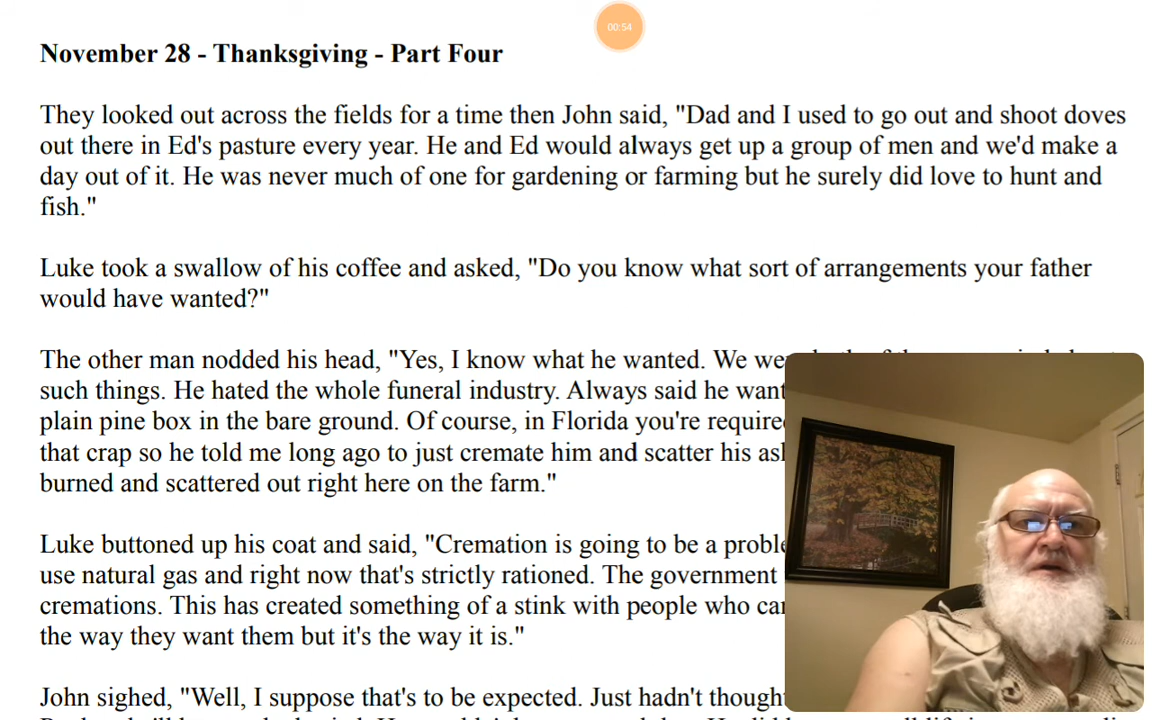 00:54
November 28 - Thanksgiving - Part Four
They looked out across the fields for a time then John said, "Dad and I used to go out and shoot doves
out there in Ed's pasture every year. He and Ed would always get up a group of men and we'd make a
day out of it. He was never much of one for gardening or farming but he surely did love to hunt and
fish."
Luke took a swallow of his coffee and asked, "Do you know what sort of arrangements your father
would have wanted?"
The other man nodded his head, "Yes, I know what he wanted. We
such things. He hated the whole funeral industry. Always said he
plain pine box in the bare ground. Of course, in Florida you're
that crap so he told me long ago to just cremate him and scatter his
burned and scattered out right here on the farm."
Luke buttoned up his coat and said, "Cremation is going to be a
use natural gas and right now that's strictly rationed. The government
cremations. This has created something of a stink with people who
the way they want them but it's the way it is."
John sighed, "Well, I suppose that's to be expected. Just hadn't